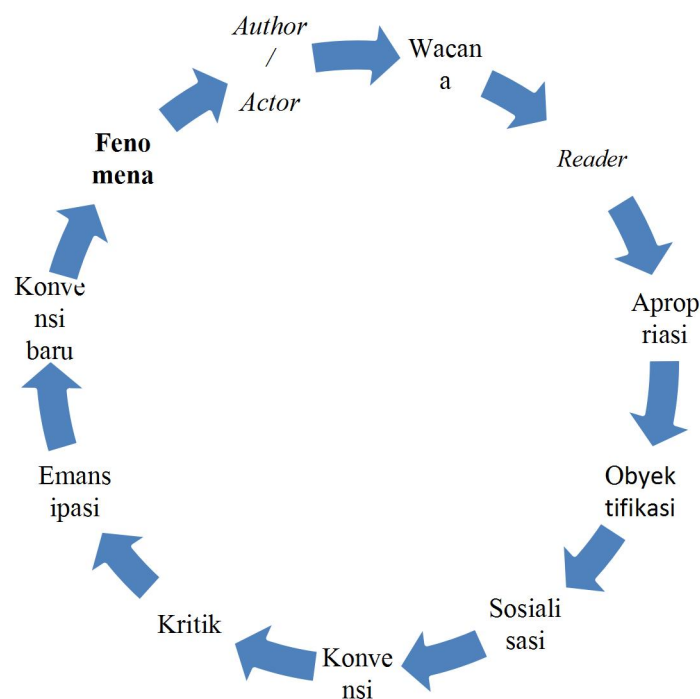 Author
/
Actor
Wacan
a
Reader
Aprop
riasi
Obyek
tifikasi
Sosiali
sasi
Konve
nsi
Kritik
Emans
ipasi
Konve
nsi
baru
Feno
mena